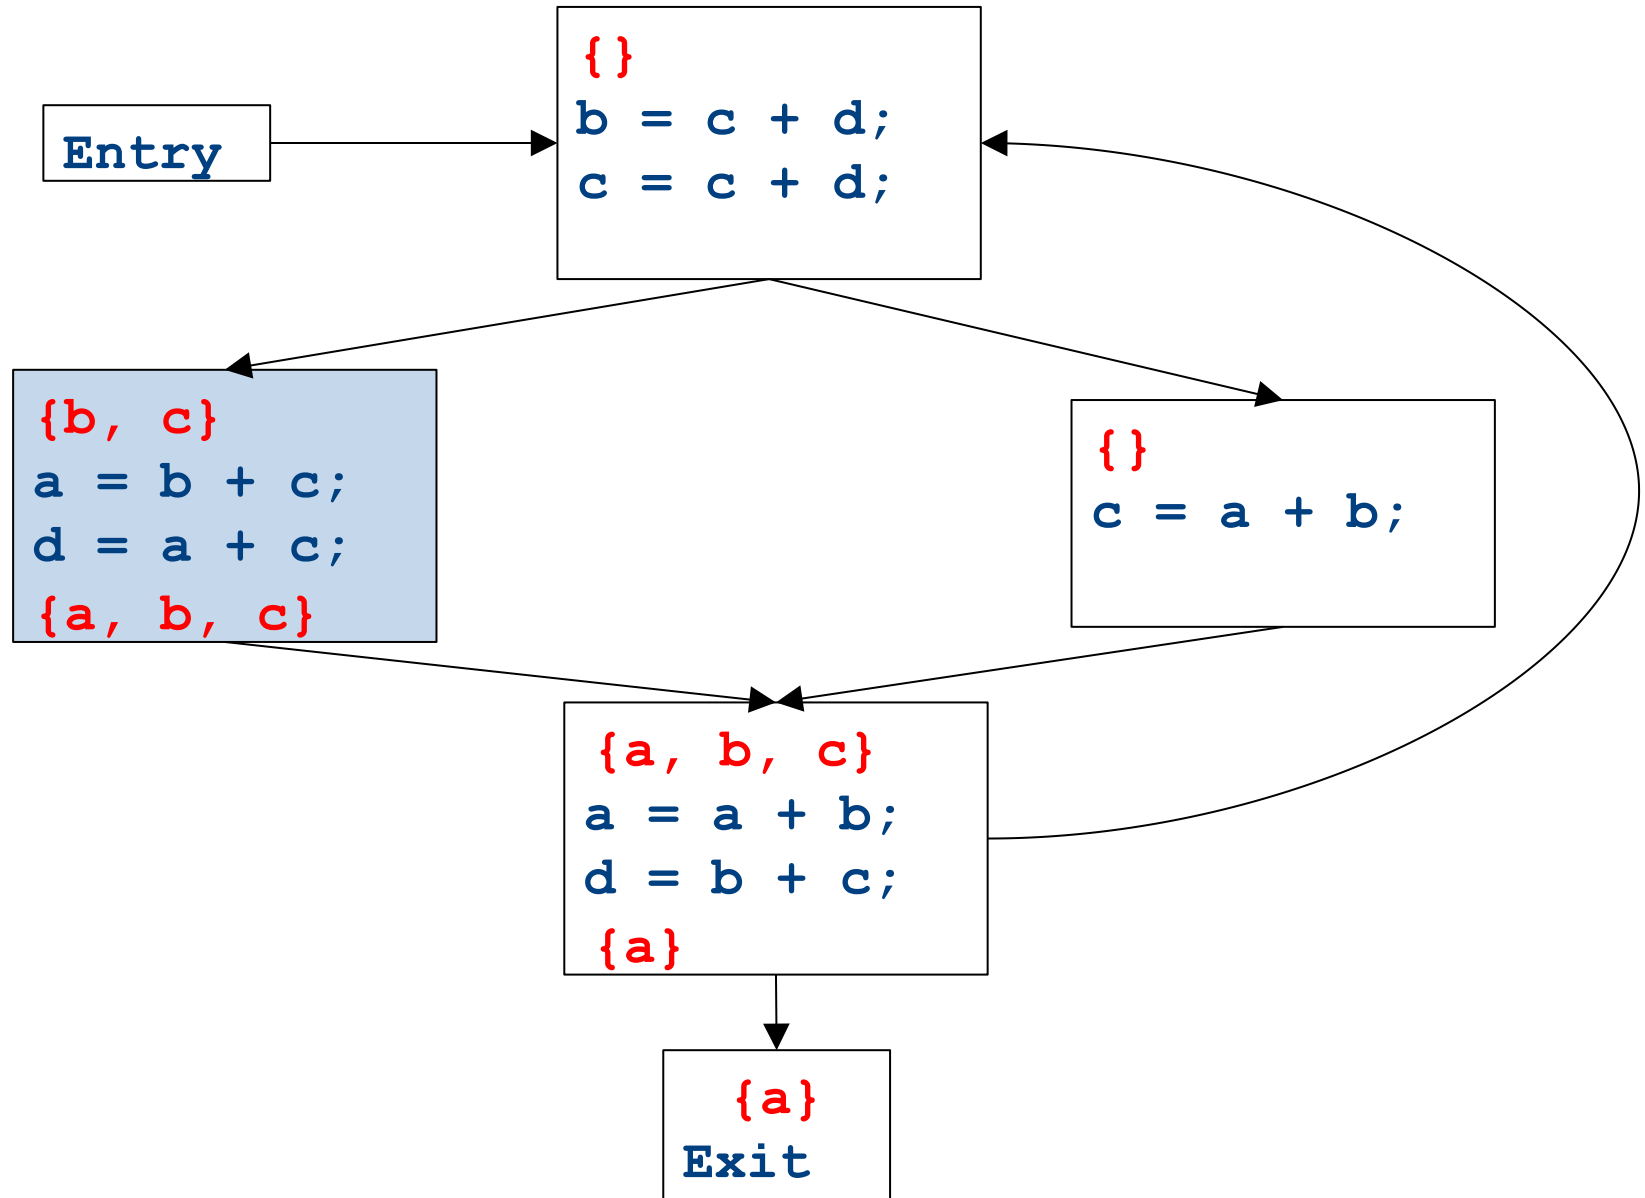 {}
b = c + d;
c = c + d;
Entry
{b, c}
a = b + c;
d = a + c;
{a, b, c}
{}
c = a + b;
{a, b, c}
a = a + b;
d = b + c;
{a}
{a}
Exit